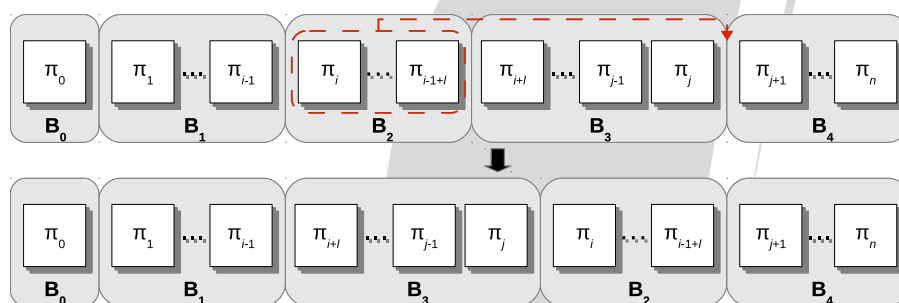 π0 π1 .... πi-1 πi .... πi-1+l πi+l .... πj-1 πj πj+1 .... πn
B0 B1 B2 B3 B4
π0 π1 .... πi-1 πi+l .... πj-1 πj πi .... πi-1+l πj+1 .... πn
B0 B1 B3 B2 B4